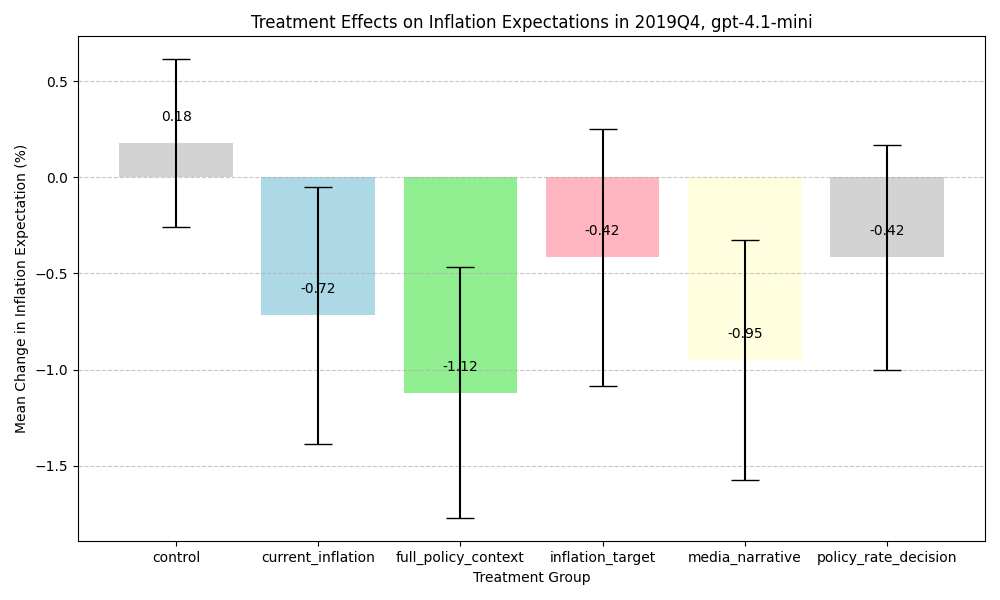 Treatment Effects on Inflation Expectations in 2019Q4, gpt-4.1-mini
Mean Change in Inflation Expectation (%)
0.5
0.0
−0.5
−1.0
−1.5
0.18
-0.72
-1.12
-0.42
-0.95
-0.42
control
current_inflation
full_policy_context
inflation_target
media_narrative
policy_rate_decision
Treatment Group